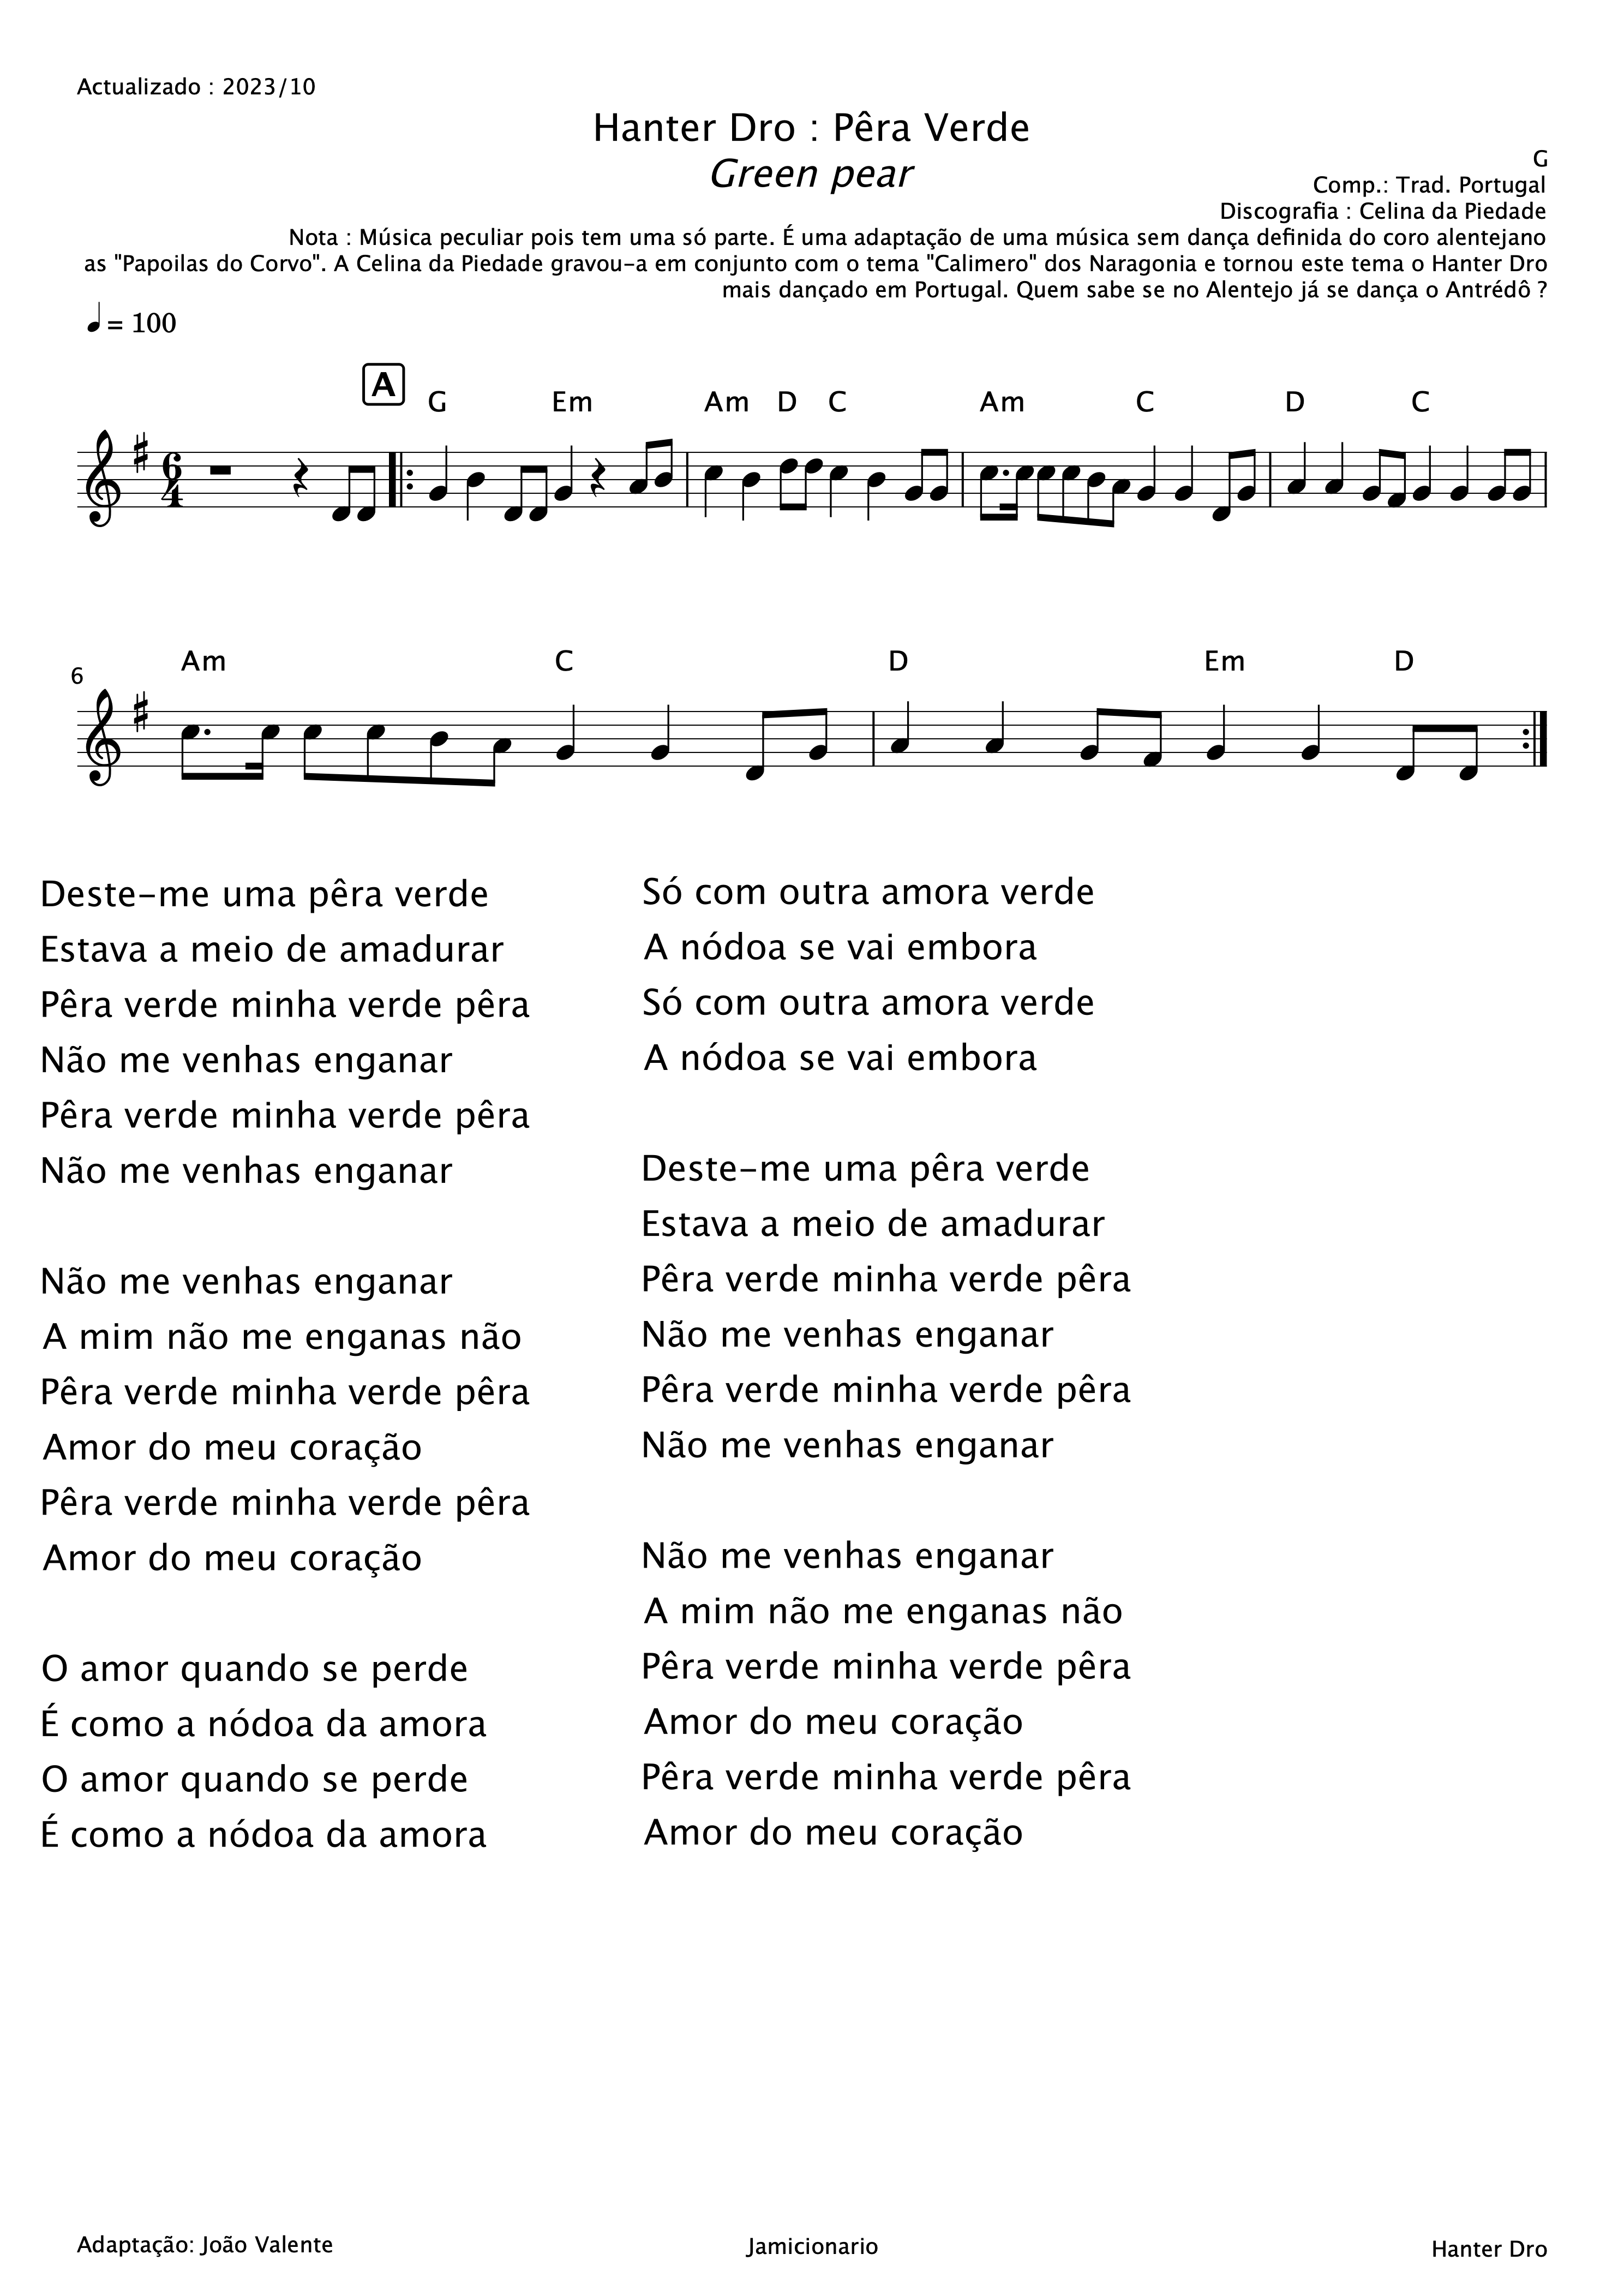 Actualizado : 2023/10
Hanter Dro : Pêra Verde
Green pear
G
Comp.: Trad. Portugal
Discografia : Celina da Piedade
Nota : Música peculiar pois tem uma só parte. É uma adaptação de uma música sem dança definida do coro alentejano
as "Papoilas do Corvo". A Celina da Piedade gravou-a em conjunto com o tema "Calimero" dos Naragonia e tornou este tema o Hanter Dro
mais dançado em Portugal. Quem sabe se no Alentejo já se dança o Antrédô ?
= 100
A
G Em Am D C Am C D C
6/4
6
Am C D Em D
Deste-me uma pêra verde
Estava a meio de amadurar
Pêra verde minha verde pêra
Não me venhas enganar
Pêra verde minha verde pêra
Não me venhas enganar
Não me venhas enganar
A mim não me enganas não
Pêra verde minha verde pêra
Amor do meu coração
Pêra verde minha verde pêra
Amor do meu coração
O amor quando se perde
É como a nódoa da amora
O amor quando se perde
É como a nódoa da amora
Só com outra amora verde
A nódoa se vai embora
Só com outra amora verde
A nódoa se vai embora
Deste-me uma pêra verde
Estava a meio de amadurar
Pêra verde minha verde pêra
Não me venhas enganar
Pêra verde minha verde pêra
Não me venhas enganar
Não me venhas enganar
A mim não me enganas não
Pêra verde minha verde pêra
Amor do meu coração
Pêra verde minha verde pêra
Amor do meu coração
Adaptação: João Valente
Jamicionario
Hanter Dro